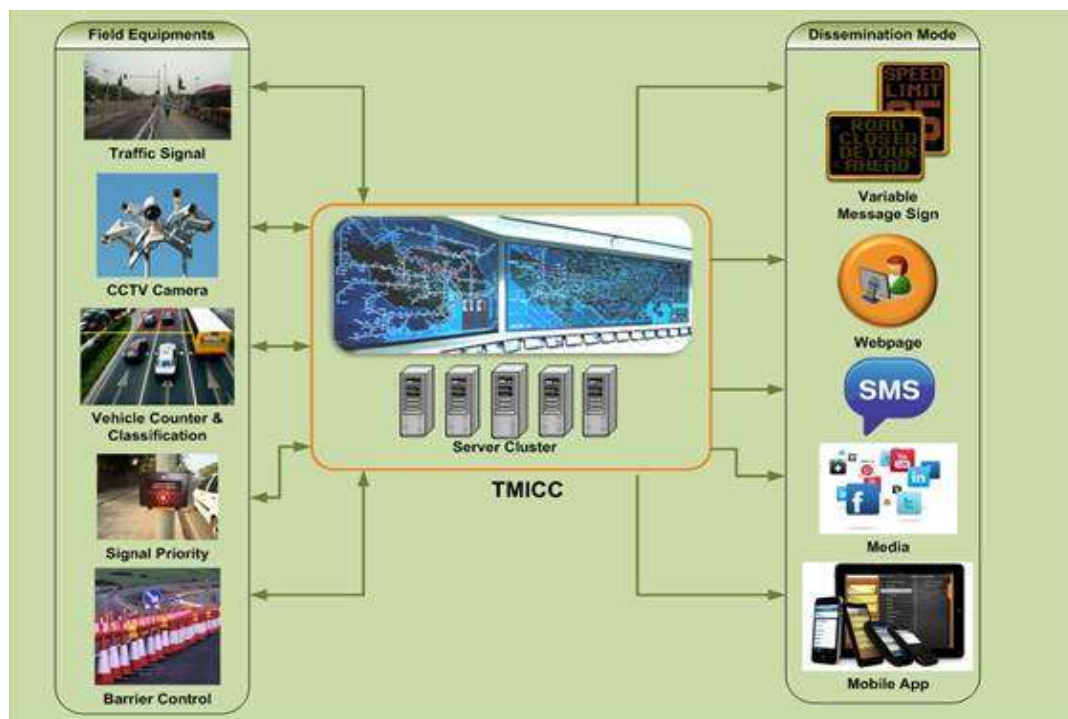 Field Equipments
Traffic Signal
CCTV Camera
Vehicle Counter &
Classification
Signal Priority
Barrier Control
Server Cluster
TMICC
Dissemination Mode
SPEED
LIMIT
ROAD
CLOSED
DETOUR
AHEAD
Variable
Message Sign
Webpage
SMS
Media
Mobile App